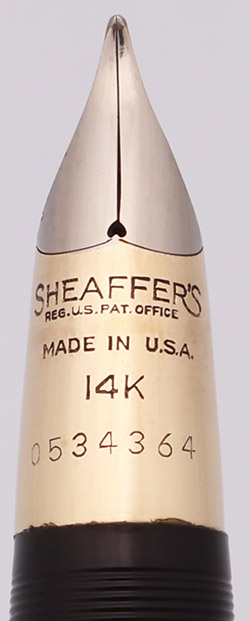 SHEAFFER'S
REG. U.S. PAT. OFFICE
MADE IN U.S.A.
14K
0534364